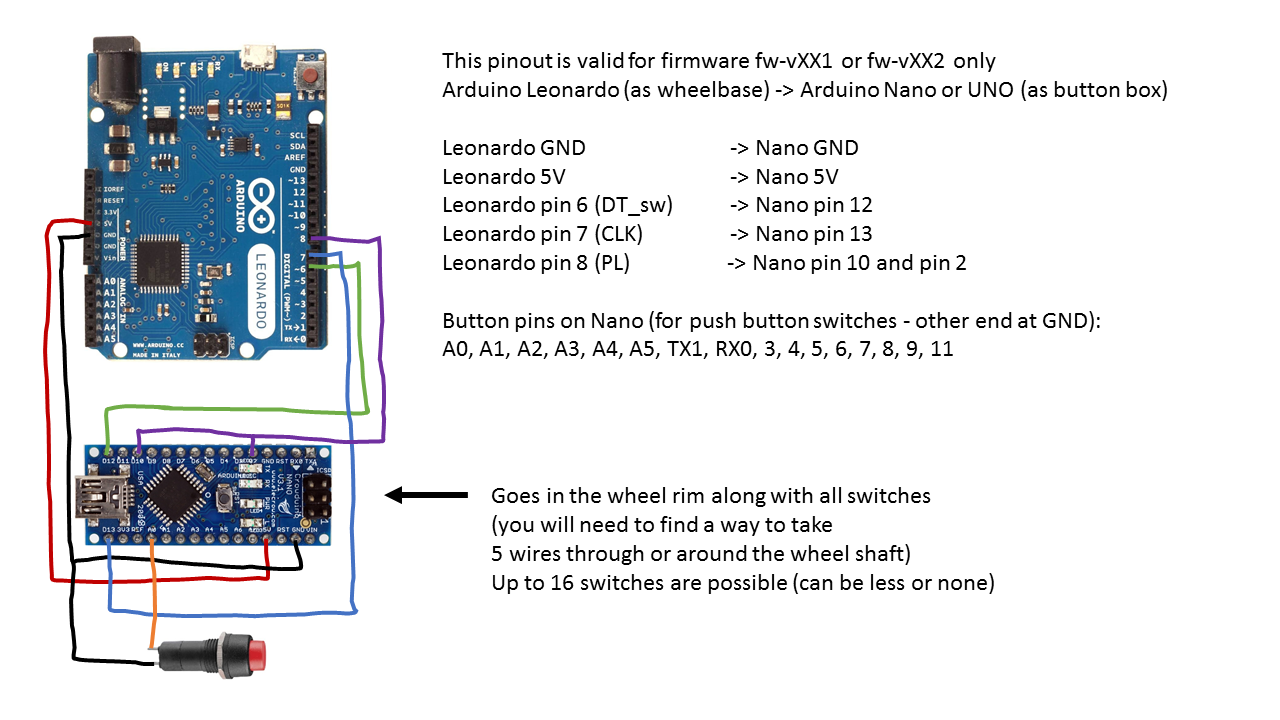 This pinout is valid for firmware fw-vXX1 or fw-vXX2 only
Arduino Leonardo (as wheelbase) -> Arduino Nano or UNO (as button box)
Leonardo GND -> Nano GND
Leonardo 5V -> Nano 5V
Leonardo pin 6 (DT_sw) -> Nano pin 12
Leonardo pin 7 (CLK) -> Nano pin 13
Leonardo pin 8 (PL) -> Nano pin 10 and pin 2
Button pins on Nano (for push button switches - other end at GND):
A0, A1, A2, A3, A4, A5, TX1, RX0, 3, 4, 5, 6, 7, 8, 9, 11
Goes in the wheel rim along with all switches
(you will need to find a way to take
5 wires through or around the wheel shaft)
Up to 16 switches are possible (can be less or none)
ON
L
TX
RX
SCL
SDA
AREF
GND
~13
12
~11
~10
~9
8
7
~6
~5
4
~3
2
TX→1
RX←0
DIGITAL (PWM~)
ARDUINO
LEONARDO
IOREF
RESET
3.3V
5V
GND
GND
Vin
POWER
A0
A1
A2
A3
A4
A5
ANALOG IN
ICSP
WWW.ARDUINO.CC
MADE IN ITALY
D12 D11 D10 D9 D8 D7 D6 D5 D4 GND RST RX0
ARDUINO
NANO
V3.1
ICSP
USB
TX
RX
PWR
L
1
D13 3V3 REF A0 A1 A2 A3 A4 A5 A6 5V RST GND VIN